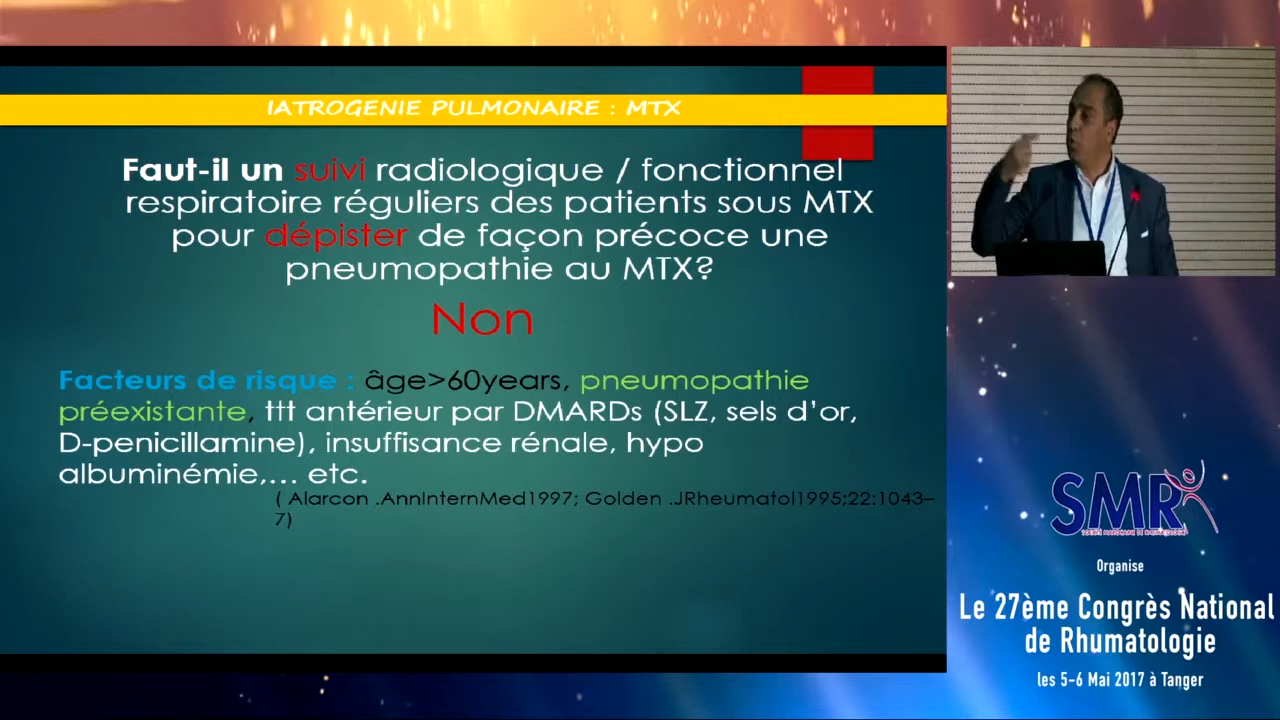 IATROGENIE PULMONAIRE : MTX
Faut-il un suivi radiologique / fonctionnel
respiratoire réguliers des patients sous MTX
pour dépister de façon précoce une
pneumopathie au MTX?
Non
Facteurs de risque : âge>60years, pneumopathie
préexistante, ttt antérieur par DMARDs (SLZ, sels d’or,
D-penicillamine), insuffisance rénale, hypo
albuminémie,... etc.
( Alarcon .AnnInternMed1997; Golden .JRheumatol1995;22:1043–
7)
SMR
Organise
Le 27ème Congrès National
de Rhumatologie
les 5-6 Mai 2017 à Tanger